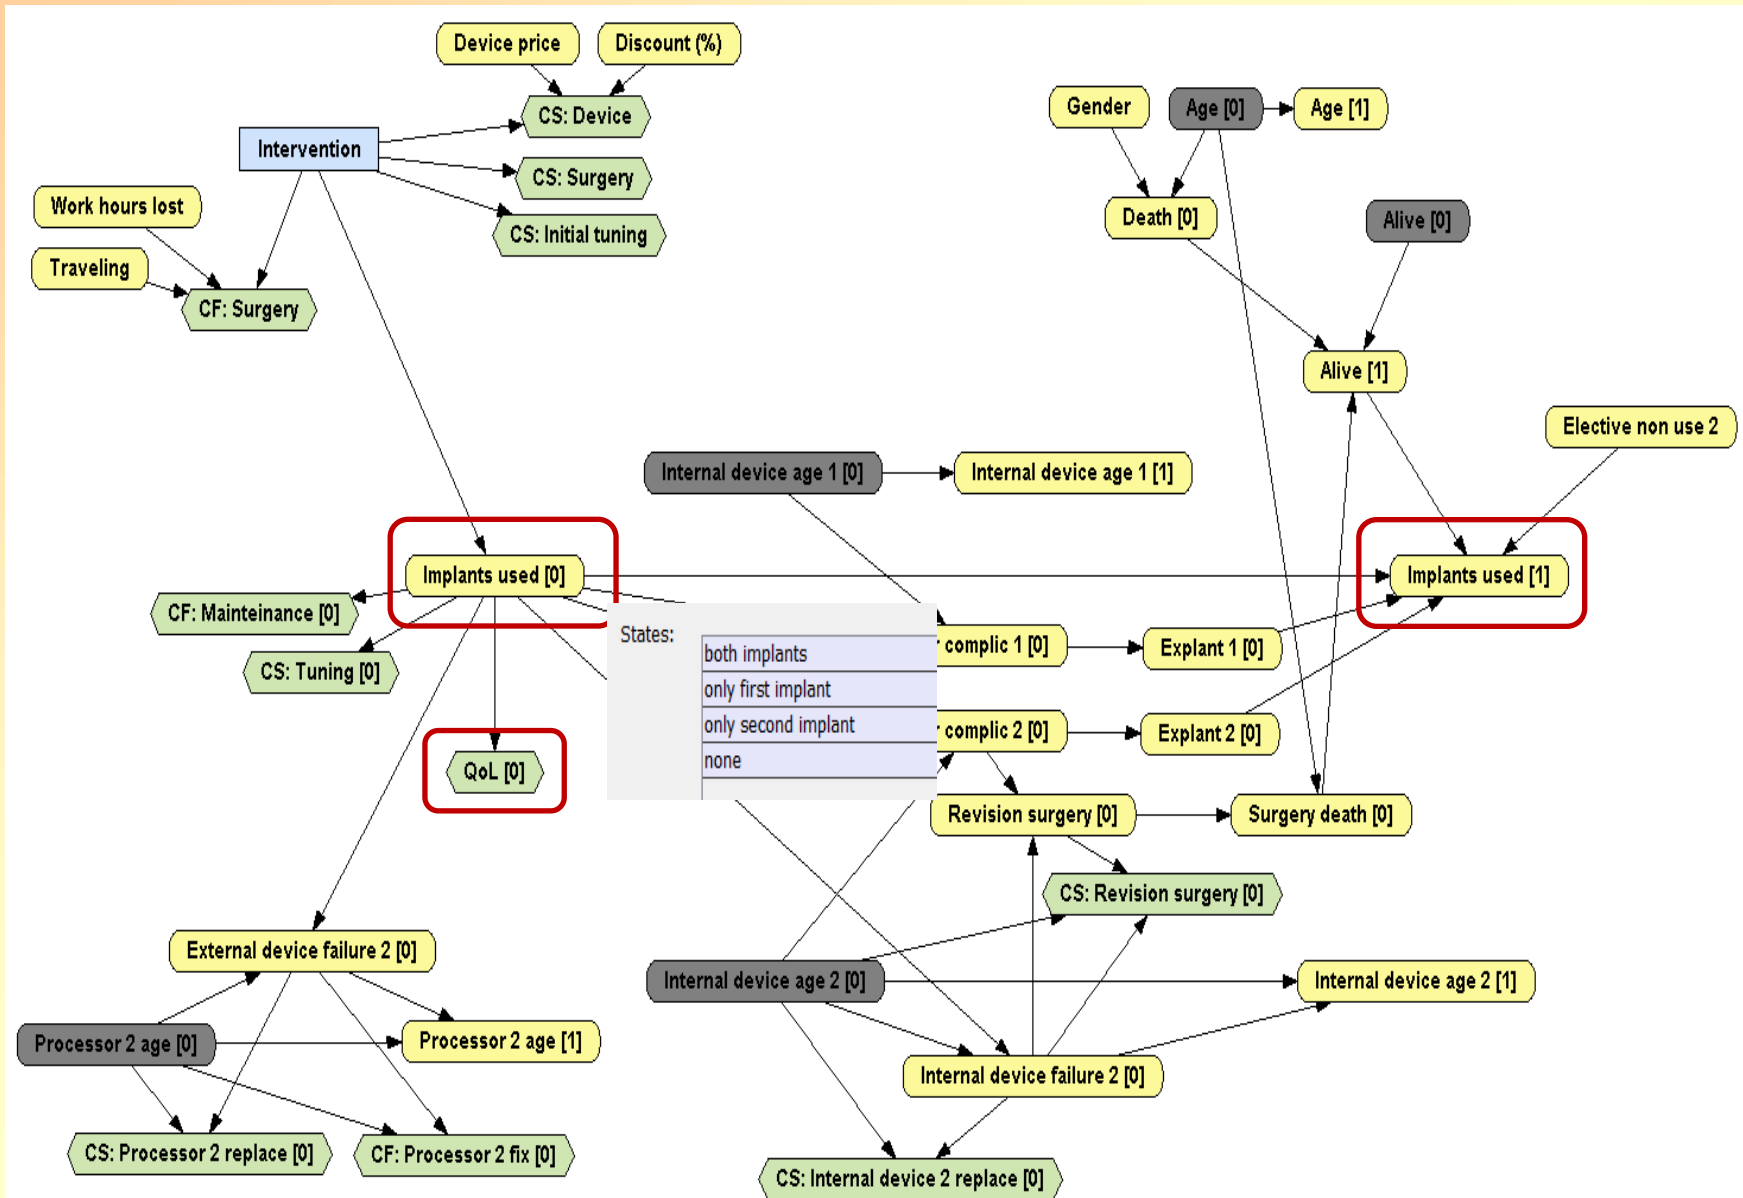 Device price
Discount (%)
CS: Device
Gender
Age [0]
Age [1]
Intervention
CS: Surgery
Work hours lost
Death [0]
Alive [0]
CS: Initial tuning
Traveling
CF: Surgery
Alive [1]
Elective non use 2
Internal device age 1 [0]
Internal device age 1 [1]
Implants used [0]
Implants used [1]
CF: Mainteinance [0]
States:
both implants
only first implant
only second implant
none
complic 1 [0]
Explant 1 [0]
CS: Tuning [0]
complic 2 [0]
Explant 2 [0]
QoL [0]
Revision surgery [0]
Surgery death [0]
CS: Revision surgery [0]
External device failure 2 [0]
Internal device age 2 [0]
Internal device age 2 [1]
Processor 2 age [0]
Processor 2 age [1]
Internal device failure 2 [0]
CS: Processor 2 replace [0]
CF: Processor 2 fix [0]
CS: Internal device 2 replace [0]